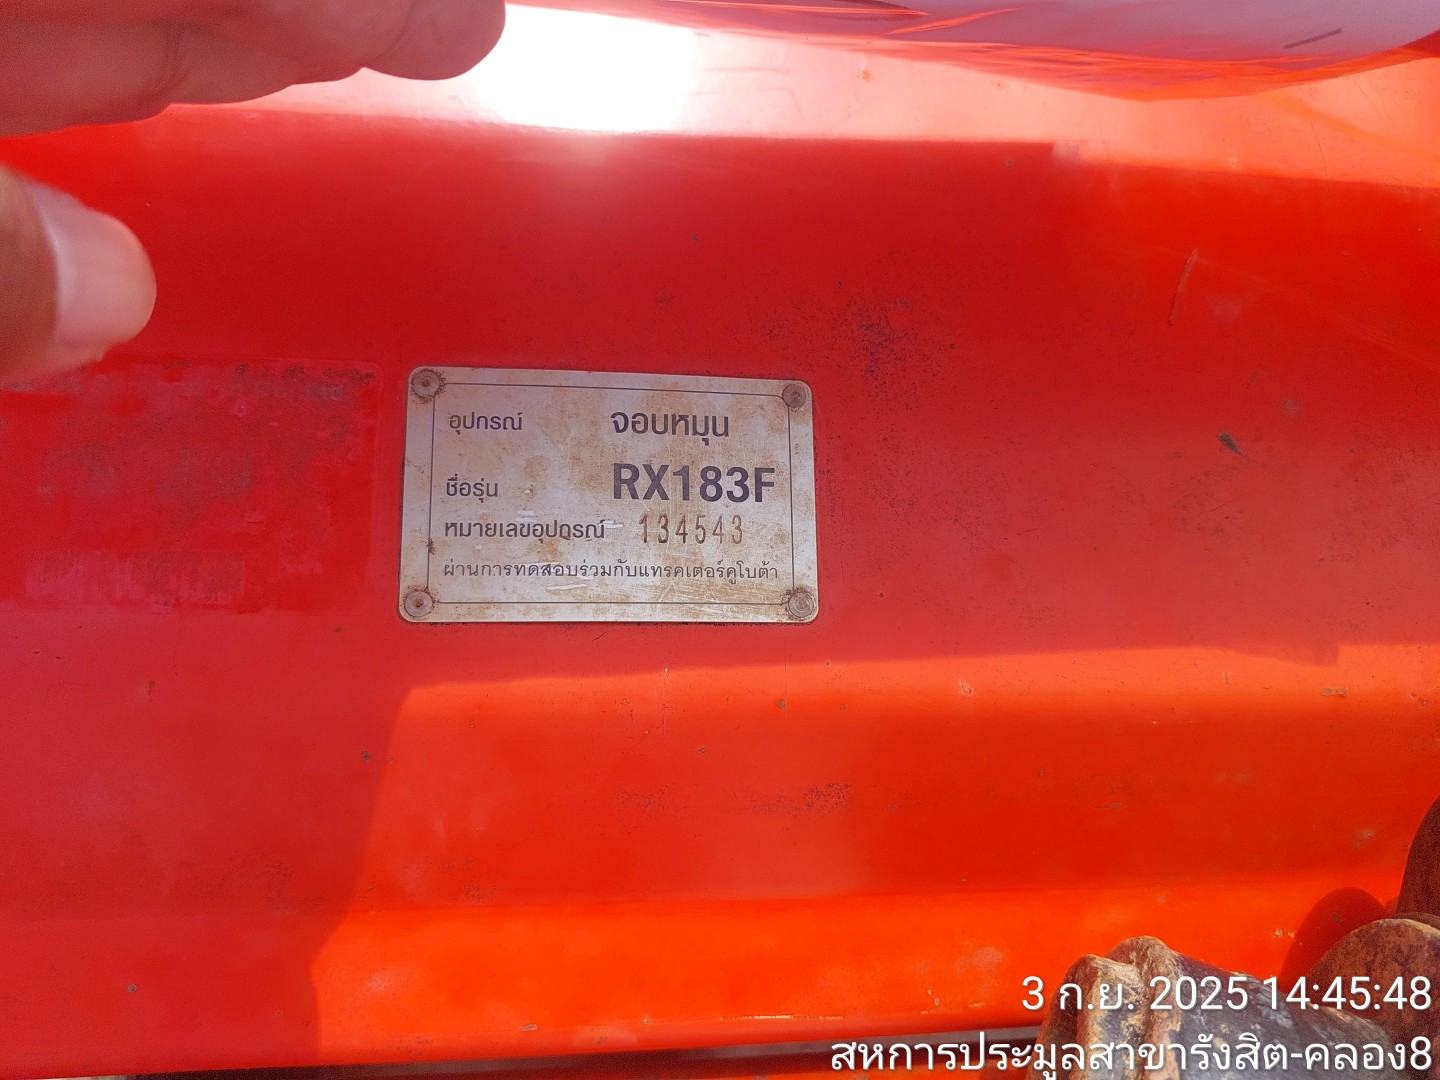 อุปกรณ์ จอบหมุน
ชื่อรุ่น RX183F
หมายเลขอุปกรณ์ 134543
ผ่านการทดสอบร่วมกับแทรคเตอร์คูโบต้า
3 ก.ย. 2025 14:45:48
สหการประมูลสาขารังสิต-คลอง8